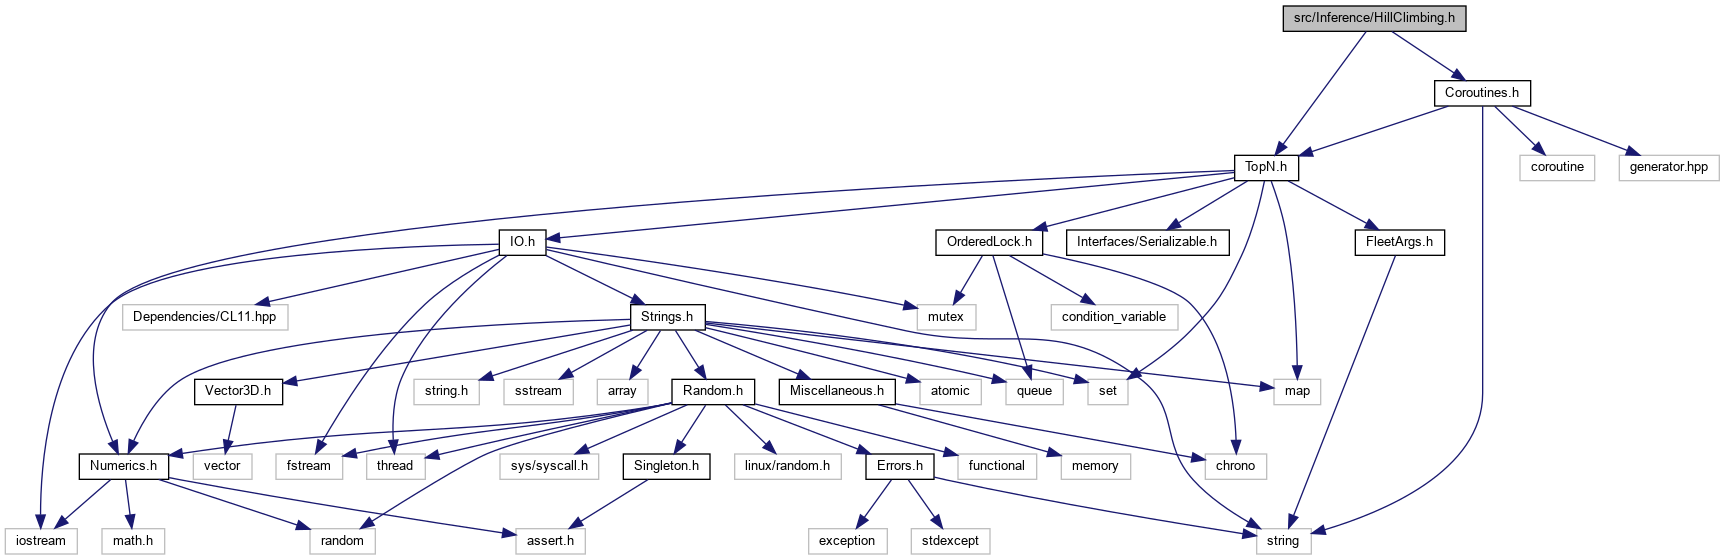 src/Inference/HillClimbing.h
Coroutines.h
TopN.h
coroutine
generator.hpp
IO.h
OrderedLock.h
Interfaces/Serializable.h
FleetArgs.h
Dependencies/CL11.hpp
Strings.h
mutex
condition_variable
Vector3D.h
string.h
sstream
array
Random.h
Miscellaneous.h
atomic
queue
set
map
Numerics.h
vector
fstream
thread
sys/syscall.h
Singleton.h
linux/random.h
Errors.h
functional
memory
chrono
iostream
math.h
random
assert.h
exception
stdexcept
string